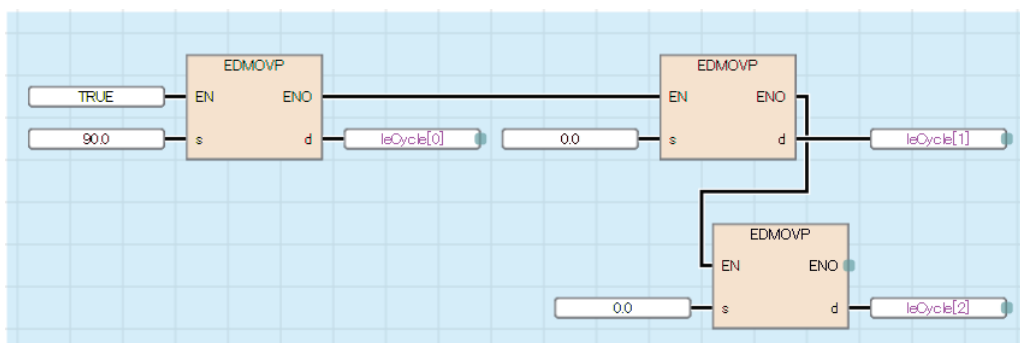 EDMOVP EDMOVP
TRUE EN ENO EN ENO
90.0 s d leCycle[0] 0.0 s d leCycle[1]
EDMOVP
EN ENO
0.0 s d leCycle[2]